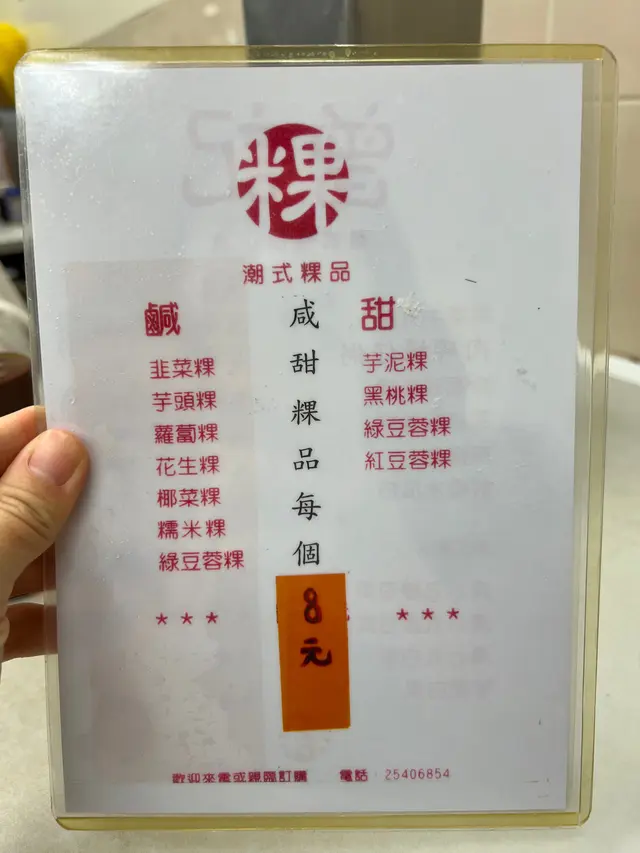 粿
潮式粿品
鹹
韭菜粿
芋頭粿
蘿蔔粿
花生粿
椰菜粿
糯米粿
綠豆蓉粿
咸甜粿品每個
8元
甜
芋泥粿
黑桃粿
綠豆蓉粿
紅豆蓉粿
*** ***
歡迎來電或親臨訂購 電話:25406854